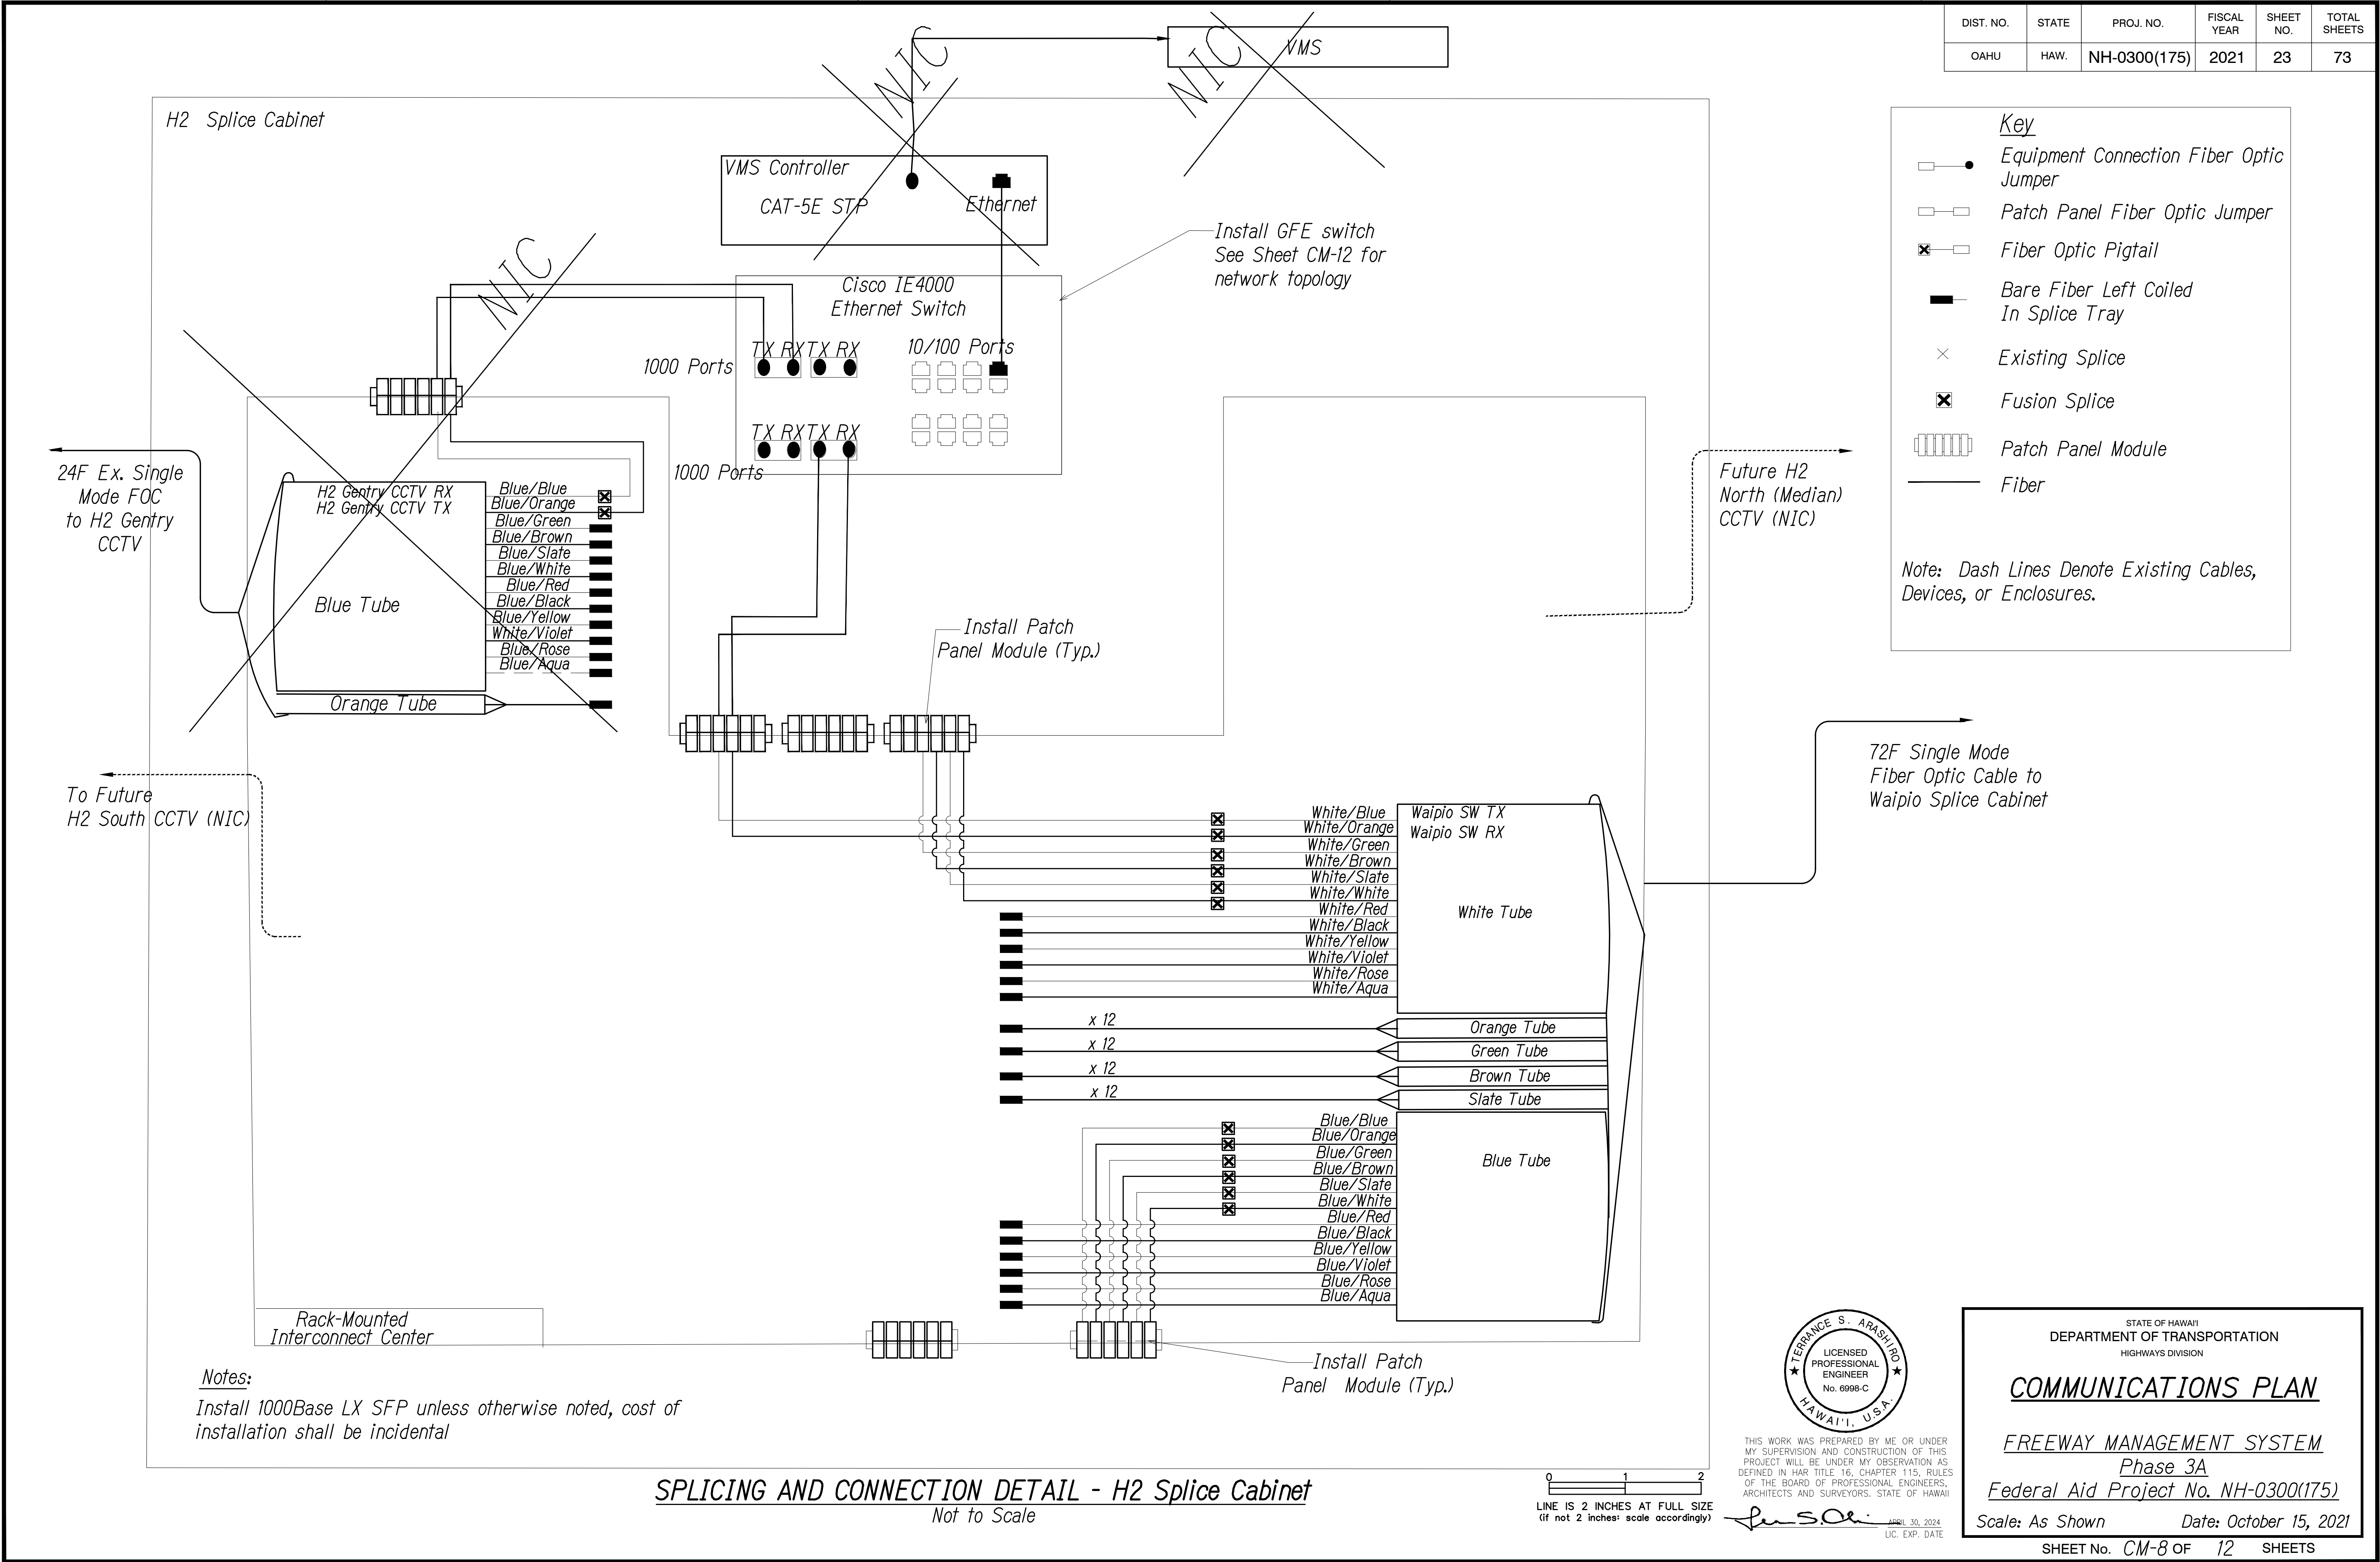 DIST. NO. STATE PROJ. NO. FISCAL YEAR SHEET NO. TOTAL SHEETS
OAHU HAW. NH-0300(175) 2021 23 73
H2 Splice Cabinet
NIC
NIC
VMS
VMS Controller
CAT-5E STP
Ethernet
Install GFE switch
See Sheet CM-12 for
network topology
NIC
Cisco IE4000
Ethernet Switch
TX RX TX RX
10/100 Ports
1000 Ports
TX RX TX RX
1000 Ports
Key
Equipment Connection Fiber Optic
Jumper
Patch Panel Fiber Optic Jumper
Fiber Optic Pigtail
Bare Fiber Left Coiled
In Splice Tray
Existing Splice
Fusion Splice
Patch Panel Module
Fiber
Note: Dash Lines Denote Existing Cables,
Devices, or Enclosures.
24F Ex. Single
Mode FOC
to H2 Gentry
CCTV
H2 Gentry CCTV RX
H2 Gentry CCTV TX
Blue Tube
Blue/Blue
Blue/Orange
Blue/Green
Blue/Brown
Blue/Slate
Blue/White
Blue/Red
Blue/Black
Blue/Yellow
White/Violet
Blue/Rose
Blue/Aqua
Orange Tube
Future H2
North (Median)
CCTV (NIC)
Install Patch
Panel Module (Typ.)
To Future
H2 South CCTV (NIC)
72F Single Mode
Fiber Optic Cable to
Waipio Splice Cabinet
White/Blue
White/Orange
White/Green
White/Brown
White/Slate
White/White
White/Red
White/Black
White/Yellow
White/Violet
White/Rose
White/Aqua
Waipio SW TX
Waipio SW RX
White Tube
x 12
Orange Tube
x 12
Green Tube
x 12
Brown Tube
x 12
Slate Tube
Blue/Blue
Blue/Orange
Blue/Green
Blue/Brown
Blue/Slate
Blue/White
Blue/Red
Blue/Black
Blue/Yellow
Blue/Violet
Blue/Rose
Blue/Aqua
Blue Tube
Rack-Mounted
Interconnect Center
Install Patch
Panel Module (Typ.)
Notes:
Install 1000Base LX SFP unless otherwise noted, cost of
installation shall be incidental
SPLICING AND CONNECTION DETAIL - H2 Splice Cabinet
Not to Scale
0 1 2
LINE IS 2 INCHES AT FULL SIZE
(if not 2 inches: scale accordingly)
TERRANCE S. ARASHIRO
LICENSED
PROFESSIONAL
ENGINEER
No. 6998-C
HAWAI'I, U.S.A.
THIS WORK WAS PREPARED BY ME OR UNDER
MY SUPERVISION AND CONSTRUCTION OF THIS
PROJECT WILL BE UNDER MY OBSERVATION AS
DEFINED IN HAR TITLE 16, CHAPTER 115, RULES
OF THE BOARD OF PROFESSIONAL ENGINEERS,
ARCHITECTS AND SURVEYORS. STATE OF HAWAII
APRIL 30, 2024
LIC. EXP. DATE
STATE OF HAWAI'I
DEPARTMENT OF TRANSPORTATION
HIGHWAYS DIVISION
COMMUNICATIONS PLAN
FREEWAY MANAGEMENT SYSTEM
Phase 3A
Federal Aid Project No. NH-0300(175)
Scale: As Shown Date: October 15, 2021
SHEET No. CM-8 OF 12 SHEETS